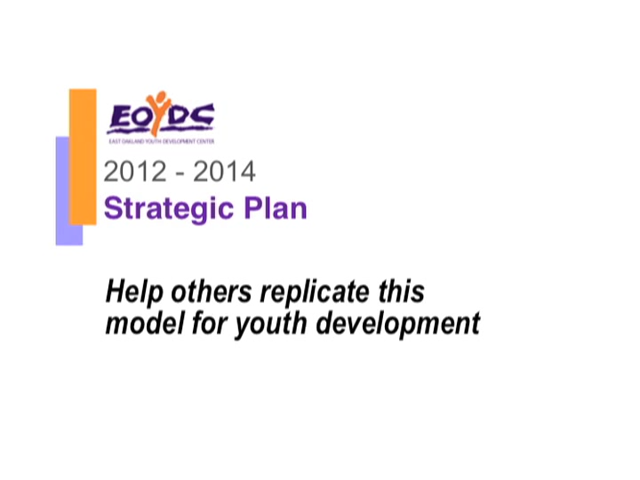 EOYDC
EAST OAKLAND YOUTH DEVELOPMENT CENTER
2012 - 2014
Strategic Plan
Help others replicate this
model for youth development